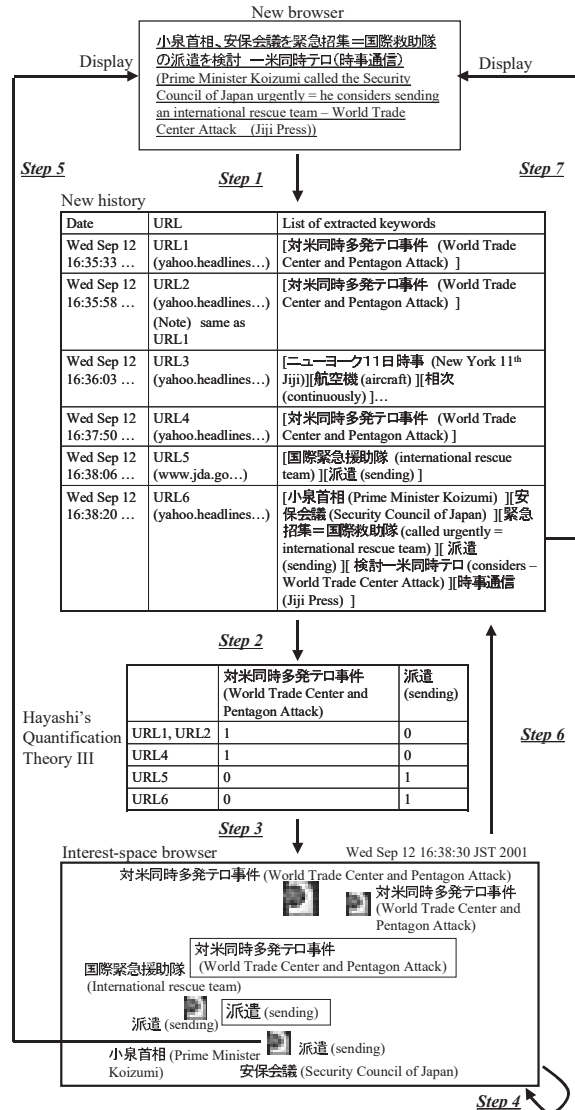 New browser
小泉首相、安保会議を緊急招集＝国際救助隊
の派遣を検討 ー米同時テロ(時事通信)
(Prime Minister Koizumi called the Security
Council of Japan urgently = he considers sending
an international rescue team – World Trade
Center Attack (Jiji Press))
Display
Display
Step 5
Step 1
Step 7
New history
Date URL List of extracted keywords
Wed Sep 12 URL1 [対米同時多発テロ事件 (World Trade
16:35:33 … (yahoo.headlines…) Center and Pentagon Attack) ]
Wed Sep 12 URL2 [対米同時多発テロ事件 (World Trade
16:35:58 … (yahoo.headlines…) Center and Pentagon Attack) ]
(Note) same as
URL1
Wed Sep 12 URL3 [ニューヨーク１１日時事 (New York 11th
16:36:03 … (yahoo.headlines…) Jiji)][航空機 (aircraft) ][相次
(continuously) ]…
Wed Sep 12 URL4 [対米同時多発テロ事件 (World Trade
16:37:50 … (yahoo.headlines…) Center and Pentagon Attack) ]
Wed Sep 12 URL5 [国際緊急援助隊 (international rescue
16:38:06 … (www.jda.go…) team) ][派遣 (sending) ]
Wed Sep 12 URL6 [小泉首相 (Prime Minister Koizumi) ][安
16:38:20 … (yahoo.headlines…) 保会議 (Security Council of Japan) ][緊急
招集＝国際救助隊 (called urgently =
international rescue team) ][ 派遣
(sending) ][ 検討ー米同時テロ (considers –
World Trade Center Attack) ][時事通信
(Jiji Press) ]
Step 2
対米同時多発テロ事件 派遣
(World Trade Center and (sending)
Pentagon Attack)
URL1, URL2 1 0
URL4 1 0
URL5 0 1
URL6 0 1
Hayashi's
Quantification
Theory III
Step 6
Step 3
Interest-space browser Wed Sep 12 16:38:30 JST 2001
対米同時多発テロ事件 (World Trade Center and Pentagon Attack)
対米同時多発テロ事件
(World Trade Center and
Pentagon Attack)
対米同時多発テロ事件
(World Trade Center and Pentagon Attack)
国際緊急援助隊
(International rescue team)
派遣 (sending)
派遣 (sending)
派遣 (sending)
小泉首相 (Prime Minister
Koizumi)
安保会議 (Security Council of Japan)
Step 4